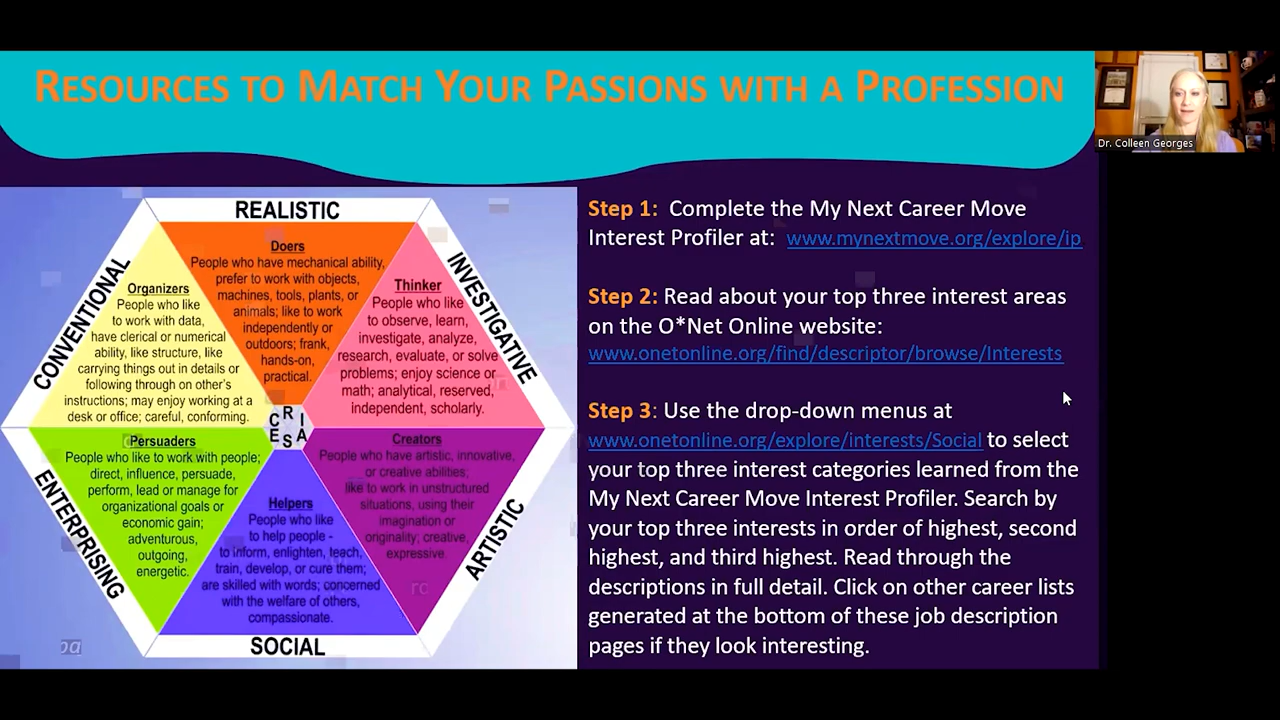 RESOURCES TO MATCH YOUR PASSIONS WITH A PROFESSION
Dr. Colleen Georges
REALISTIC
Doers
People who have mechanical ability,
prefer to work with objects,
machines, tools, plants, or
animals; like to work
independently or
outdoors; frank,
hands-on,
practical.
INVESTIGATIVE
Thinker
People who like
to observe, learn,
investigate, analyze,
research, evaluate, or solve
problems; enjoy science or
math; analytical, reserved,
independent, scholarly.
CONVENTIONAL
Organizers
People who like
to work with data,
have clerical or numerical
ability, like structure, like
carrying things out in details or
following through on other's
instructions; may enjoy working at a
desk or office; careful, conforming.
C R I
E S A
ENTERPRISING
Persuaders
People who like to work with people;
direct, influence, persuade,
perform, lead or manage for
organizational goals or
economic gain;
adventurous,
outgoing,
energetic.
Helpers
People who like
to help people -
to inform, enlighten, teach,
train, develop, or cure them;
are skilled with words; concerned
with the welfare of others,
compassionate.
SOCIAL
Creators
People who have artistic, innovative,
or creative abilities;
like to work in unstructured
situations, using their
imagination or
originality; creative,
expressive
ARTISTIC
Step 1: Complete the My Next Career Move
Interest Profiler at: www.mynextmove.org/explore/ip
Step 2: Read about your top three interest areas
on the O*Net Online website:
www.onetonline.org/find/descriptor/browse/Interests
Step 3: Use the drop-down menus at
www.onetonline.org/explore/interests/Social to select
your top three interest categories learned from the
My Next Career Move Interest Profiler. Search by
your top three interests in order of highest, second
highest, and third highest. Read through the
descriptions in full detail. Click on other career lists
generated at the bottom of these job description
pages if they look interesting.